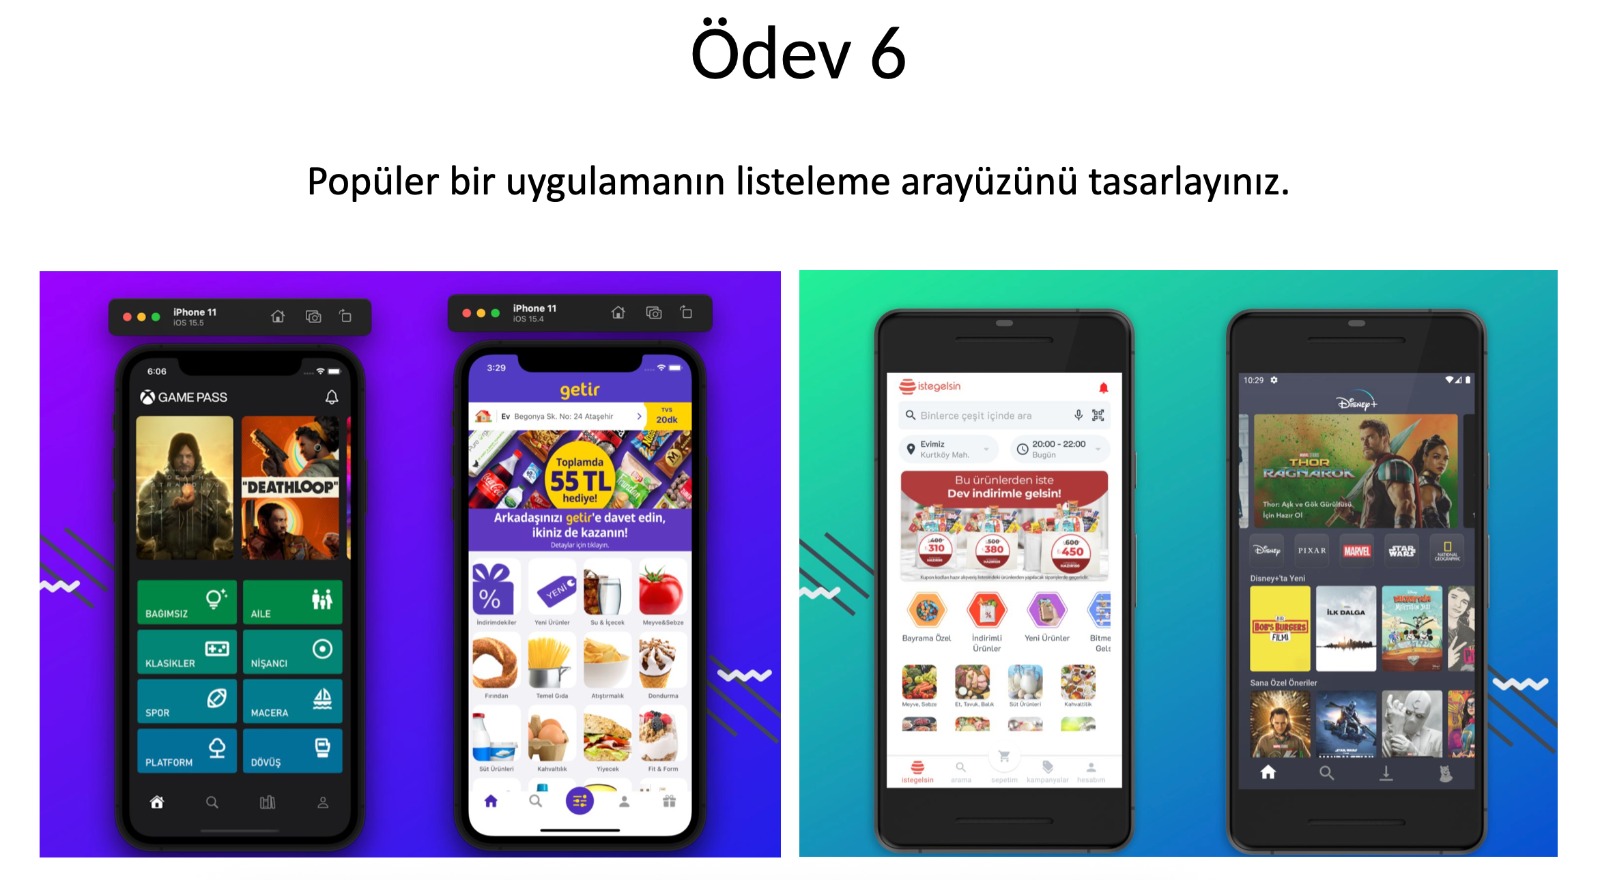 Ödev 6
Popüler bir uygulamanın listeleme arayüzünü tasarlayınız.
iPhone 11
iOS 15.5
6:06
GAME PASS
"DEATHLOOP"
BAĞIMSIZ
AİLE
KLASİKLER
NİŞANCI
SPOR
MACERA
PLATFORM
DÖVÜŞ
iPhone 11
iOS 15.4
3:29
getir
Ev Begonya Sk. No: 24 Ataşehir
TVS
20dk
Toplamda
55 TL
hediye!
Arkadaşınızı getir'e davet edin,
ikiniz de kazanın!
Detaylar için tıklayın.
%
YENİ
İndirimdekiler
Yeni Ürünler
Su & İçecek
Meyve&Sebze
Fırından
Temel Gıda
Atıştırmalık
Dondurma
Süt Ürünleri
Kahvaltılık
Yiyecek
Fit & Form
istegelsin
Binlerce çeşit içinde ara
Evimiz
Kurtköy Mah.
20:00 - 22:00
Bugün
Bu ürünlerden iste
Dev indirimle gelsin!
₺310
₺380
₺450
Bayrama Özel
İndirimli
Ürünler
Yeni Ürünler
Bitme
Gels
Meyve, Sebze
Et, Tavuk, Balık
Süt Ürünleri
Kahvaltılık
istegelsin
arama
sepetim
kampanyalar
hesabım
10:29
Disney+
THOR
RAGNAROK
Thor: Aşk ve Gök Gürültüsü
İçin Hazır Ol
Disney
PIXAR
MARVEL
STAR
WARS
NATIONAL
GEOGRAPHIC
Disney+'ta Yeni
BOB'S BURGERS
FILMI
İLK DALGA
Sana Özel Öneriler